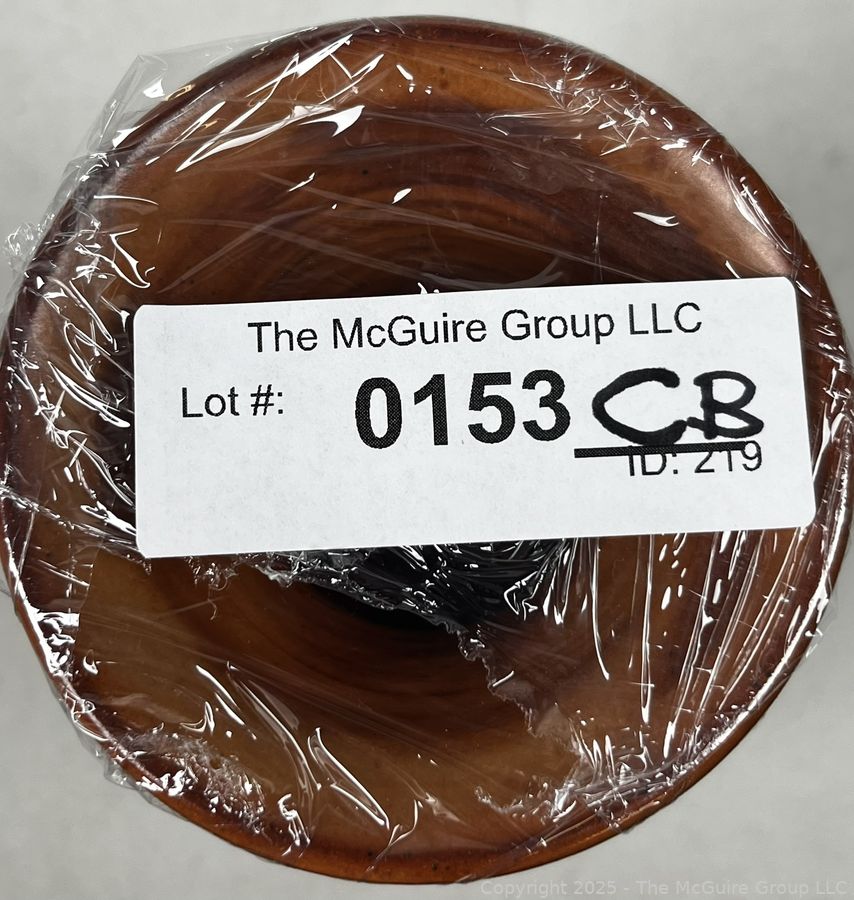 The McGuire Group LLC
Lot #: 0153 CB
ID: 219
Copyright 2025 - The McGuire Group LLC